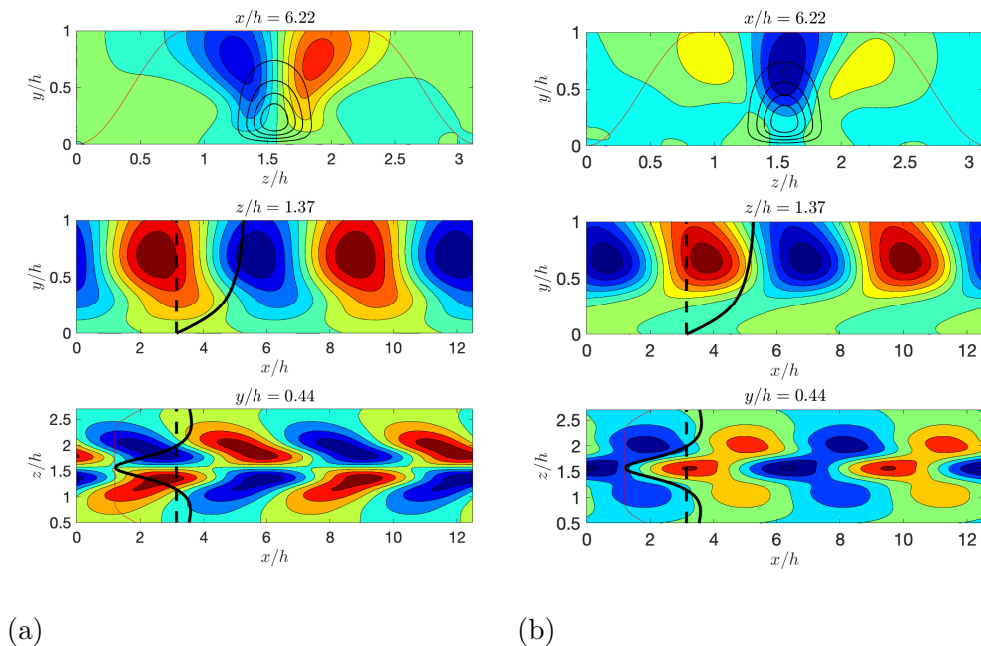 x/h = 6.22
y/h
1
0.5
0
0 0.5 1 1.5 2 2.5 3
z/h
z/h = 1.37
y/h
1
0.5
0
0 2 4 6 8 10 12
x/h
y/h = 0.44
z/h
2.5
2
1.5
1
0.5
0 2 4 6 8 10 12
x/h
(a)
x/h = 6.22
y/h
1
0.5
0
0 0.5 1 1.5 2 2.5 3
z/h
z/h = 1.37
y/h
1
0.5
0
0 2 4 6 8 10 12
x/h
y/h = 0.44
z/h
2.5
2
1.5
1
0.5
0 2 4 6 8 10 12
x/h
(b)